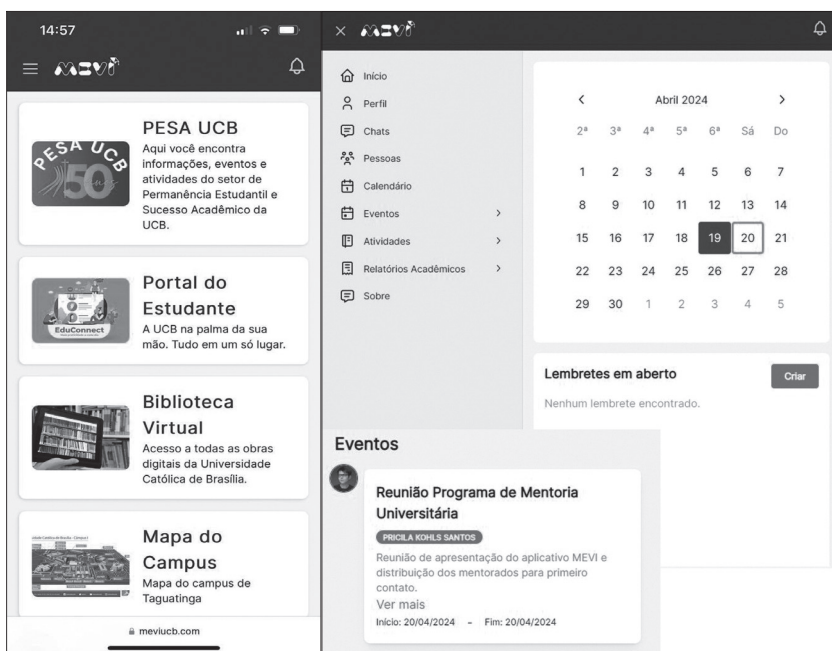 14:57
MEVI
PESA UCB
Aqui você encontra
informações, eventos e
atividades do setor de
Permanência Estudantil e
Sucesso Acadêmico da
UCB.
PESA UCB
50
anos
Portal do
Estudante
A UCB na palma da sua
mão. Tudo em um só lugar.
EduConnect
Biblioteca
Virtual
Acesso a todas as obras
digitais da Universidade
Católica de Brasília.
Mapa do
Campus
Mapa do campus de
Taguatinga
meviucb.com
MEVI
Início
Perfil
Chats
Pessoas
Calendário
Eventos
Atividades
Relatórios Acadêmicos
Sobre
Abril 2024
2ª 3ª 4ª 5ª 6ª Sá Do
1 2 3 4 5 6 7
8 9 10 11 12 13 14
15 16 17 18 19 20 21
22 23 24 25 26 27 28
29 30 1 2 3 4 5
Lembretes em aberto
Criar
Nenhum lembrete encontrado.
Eventos
Reunião Programa de Mentoria
Universitária
PRICILA KOHLS SANTOS
Reunião de apresentação do aplicativo MEVI e
distribuição dos mentorados para primeiro
contato.
Ver mais
Início: 20/04/2024 - Fim: 20/04/2024